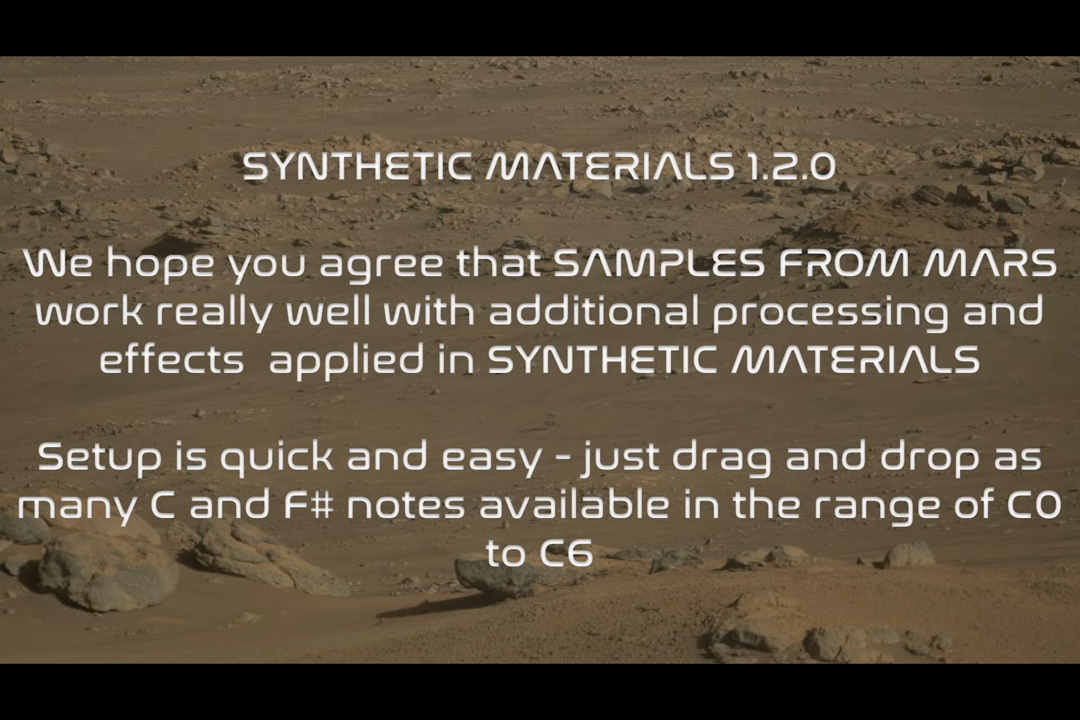 SYNTHETIC MATERIALS 1.2.0
We hope you agree that SAMPLES FROM MARS
work really well with additional processing and
effects  applied in SYNTHETIC MATERIALS
Setup is quick and easy - just drag and drop as
many C and F# notes available in the range of C0
to C6